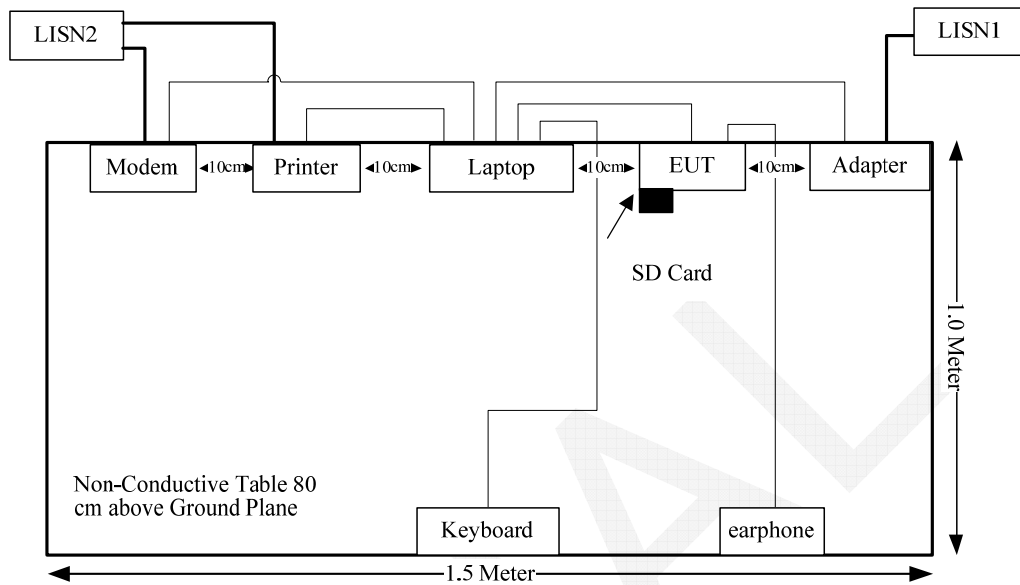 LISN2
LISN1
Modem
10cm
Printer
10cm
Laptop
10cm
EUT
10cm
Adapter
SD Card
1.0 Meter
Non-Conductive Table 80
cm above Ground Plane
Keyboard
earphone
1.5 Meter